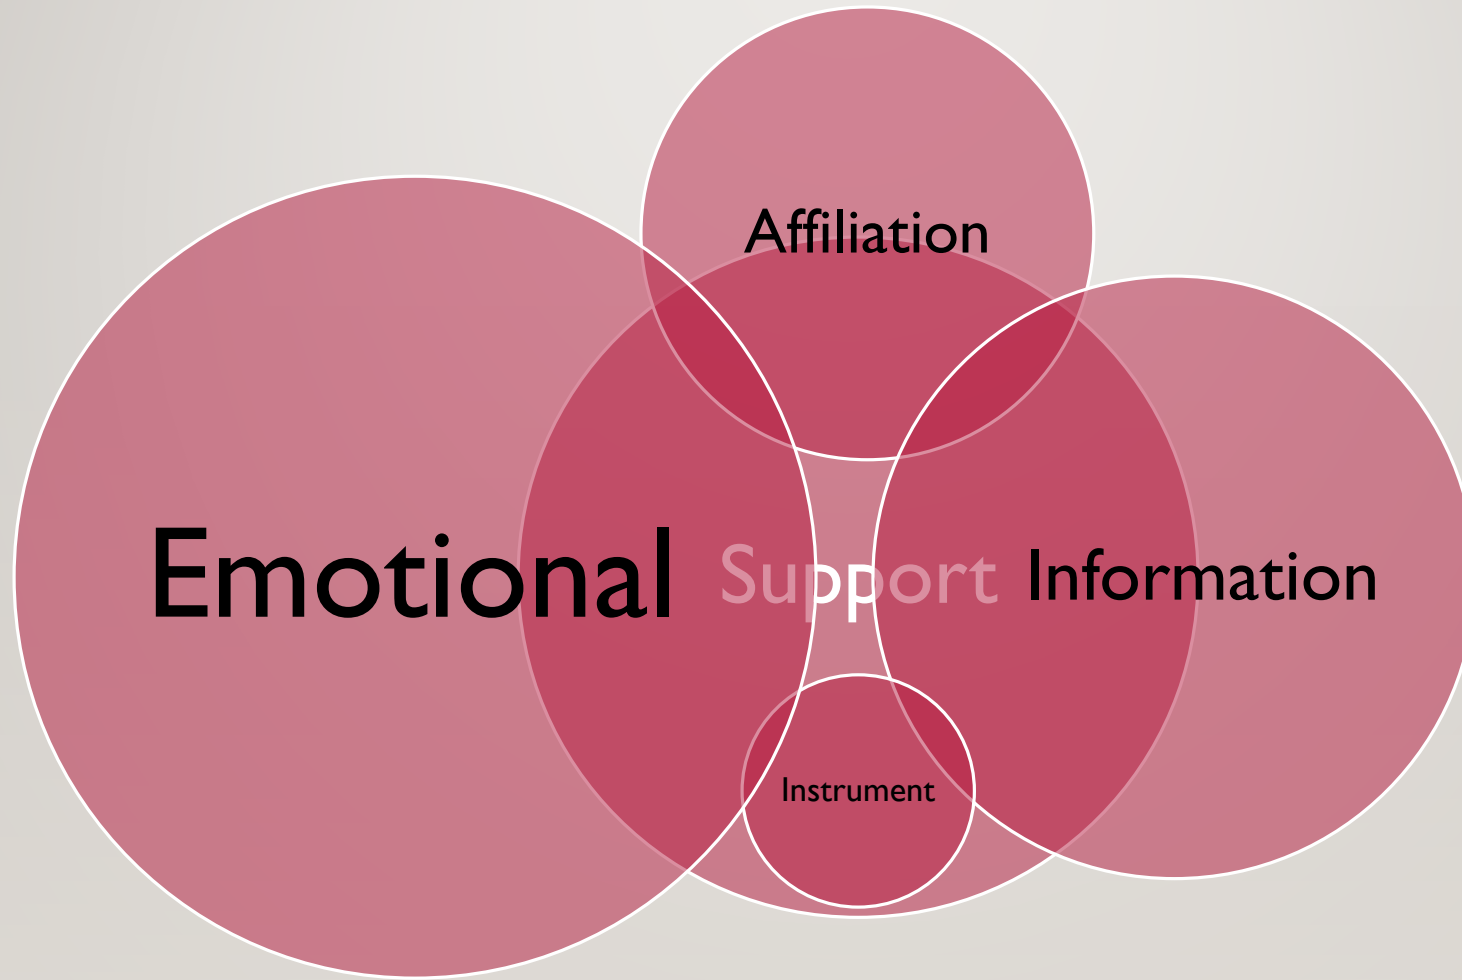 Affiliation
Emotional
Support
Information
Instrument